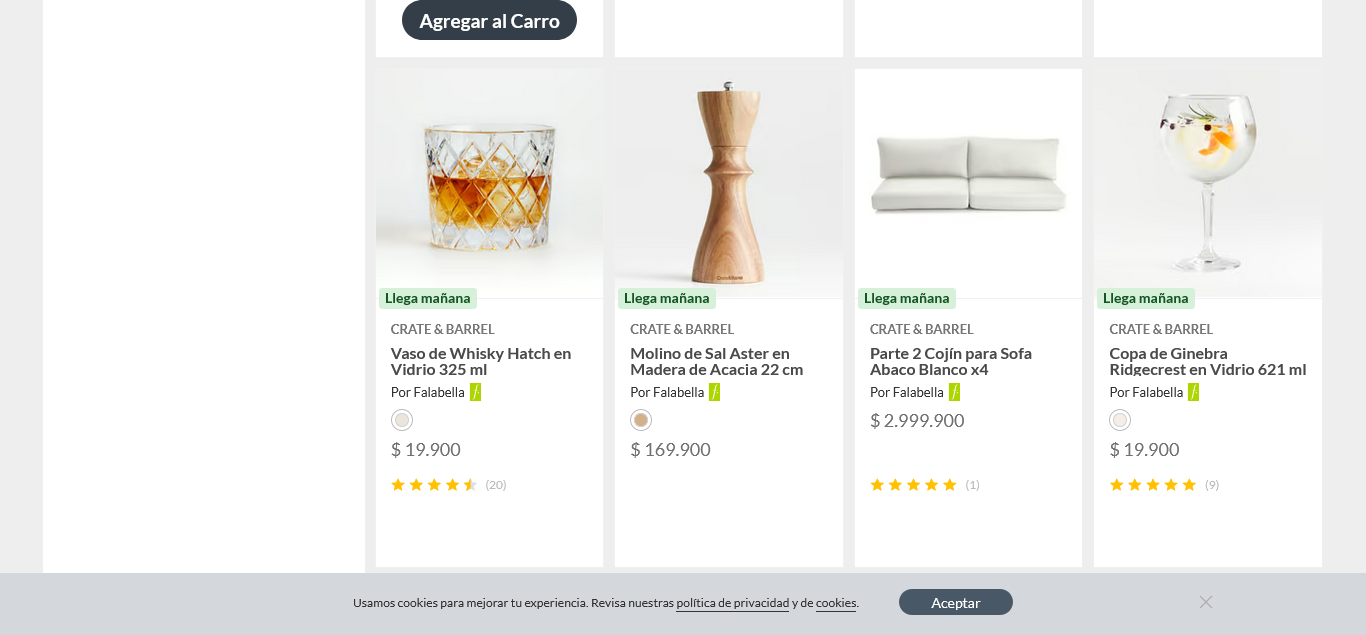 Agregar al Carro
Llega mañana
CRATE & BARREL
Vaso de Whisky Hatch en
Vidrio 325 ml
Por Falabella
$ 19.900
(20)
Llega mañana
CRATE & BARREL
Molino de Sal Aster en
Madera de Acacia 22 cm
Por Falabella
$ 169.900
Llega mañana
CRATE & BARREL
Parte 2 Cojín para Sofa
Abaco Blanco x4
Por Falabella
$ 2.999.900
(1)
Llega mañana
CRATE & BARREL
Copa de Ginebra
Ridgecrest en Vidrio 621 ml
Por Falabella
$ 19.900
(9)
Usamos cookies para mejorar tu experiencia. Revisa nuestras política de privacidad y de cookies.
Aceptar